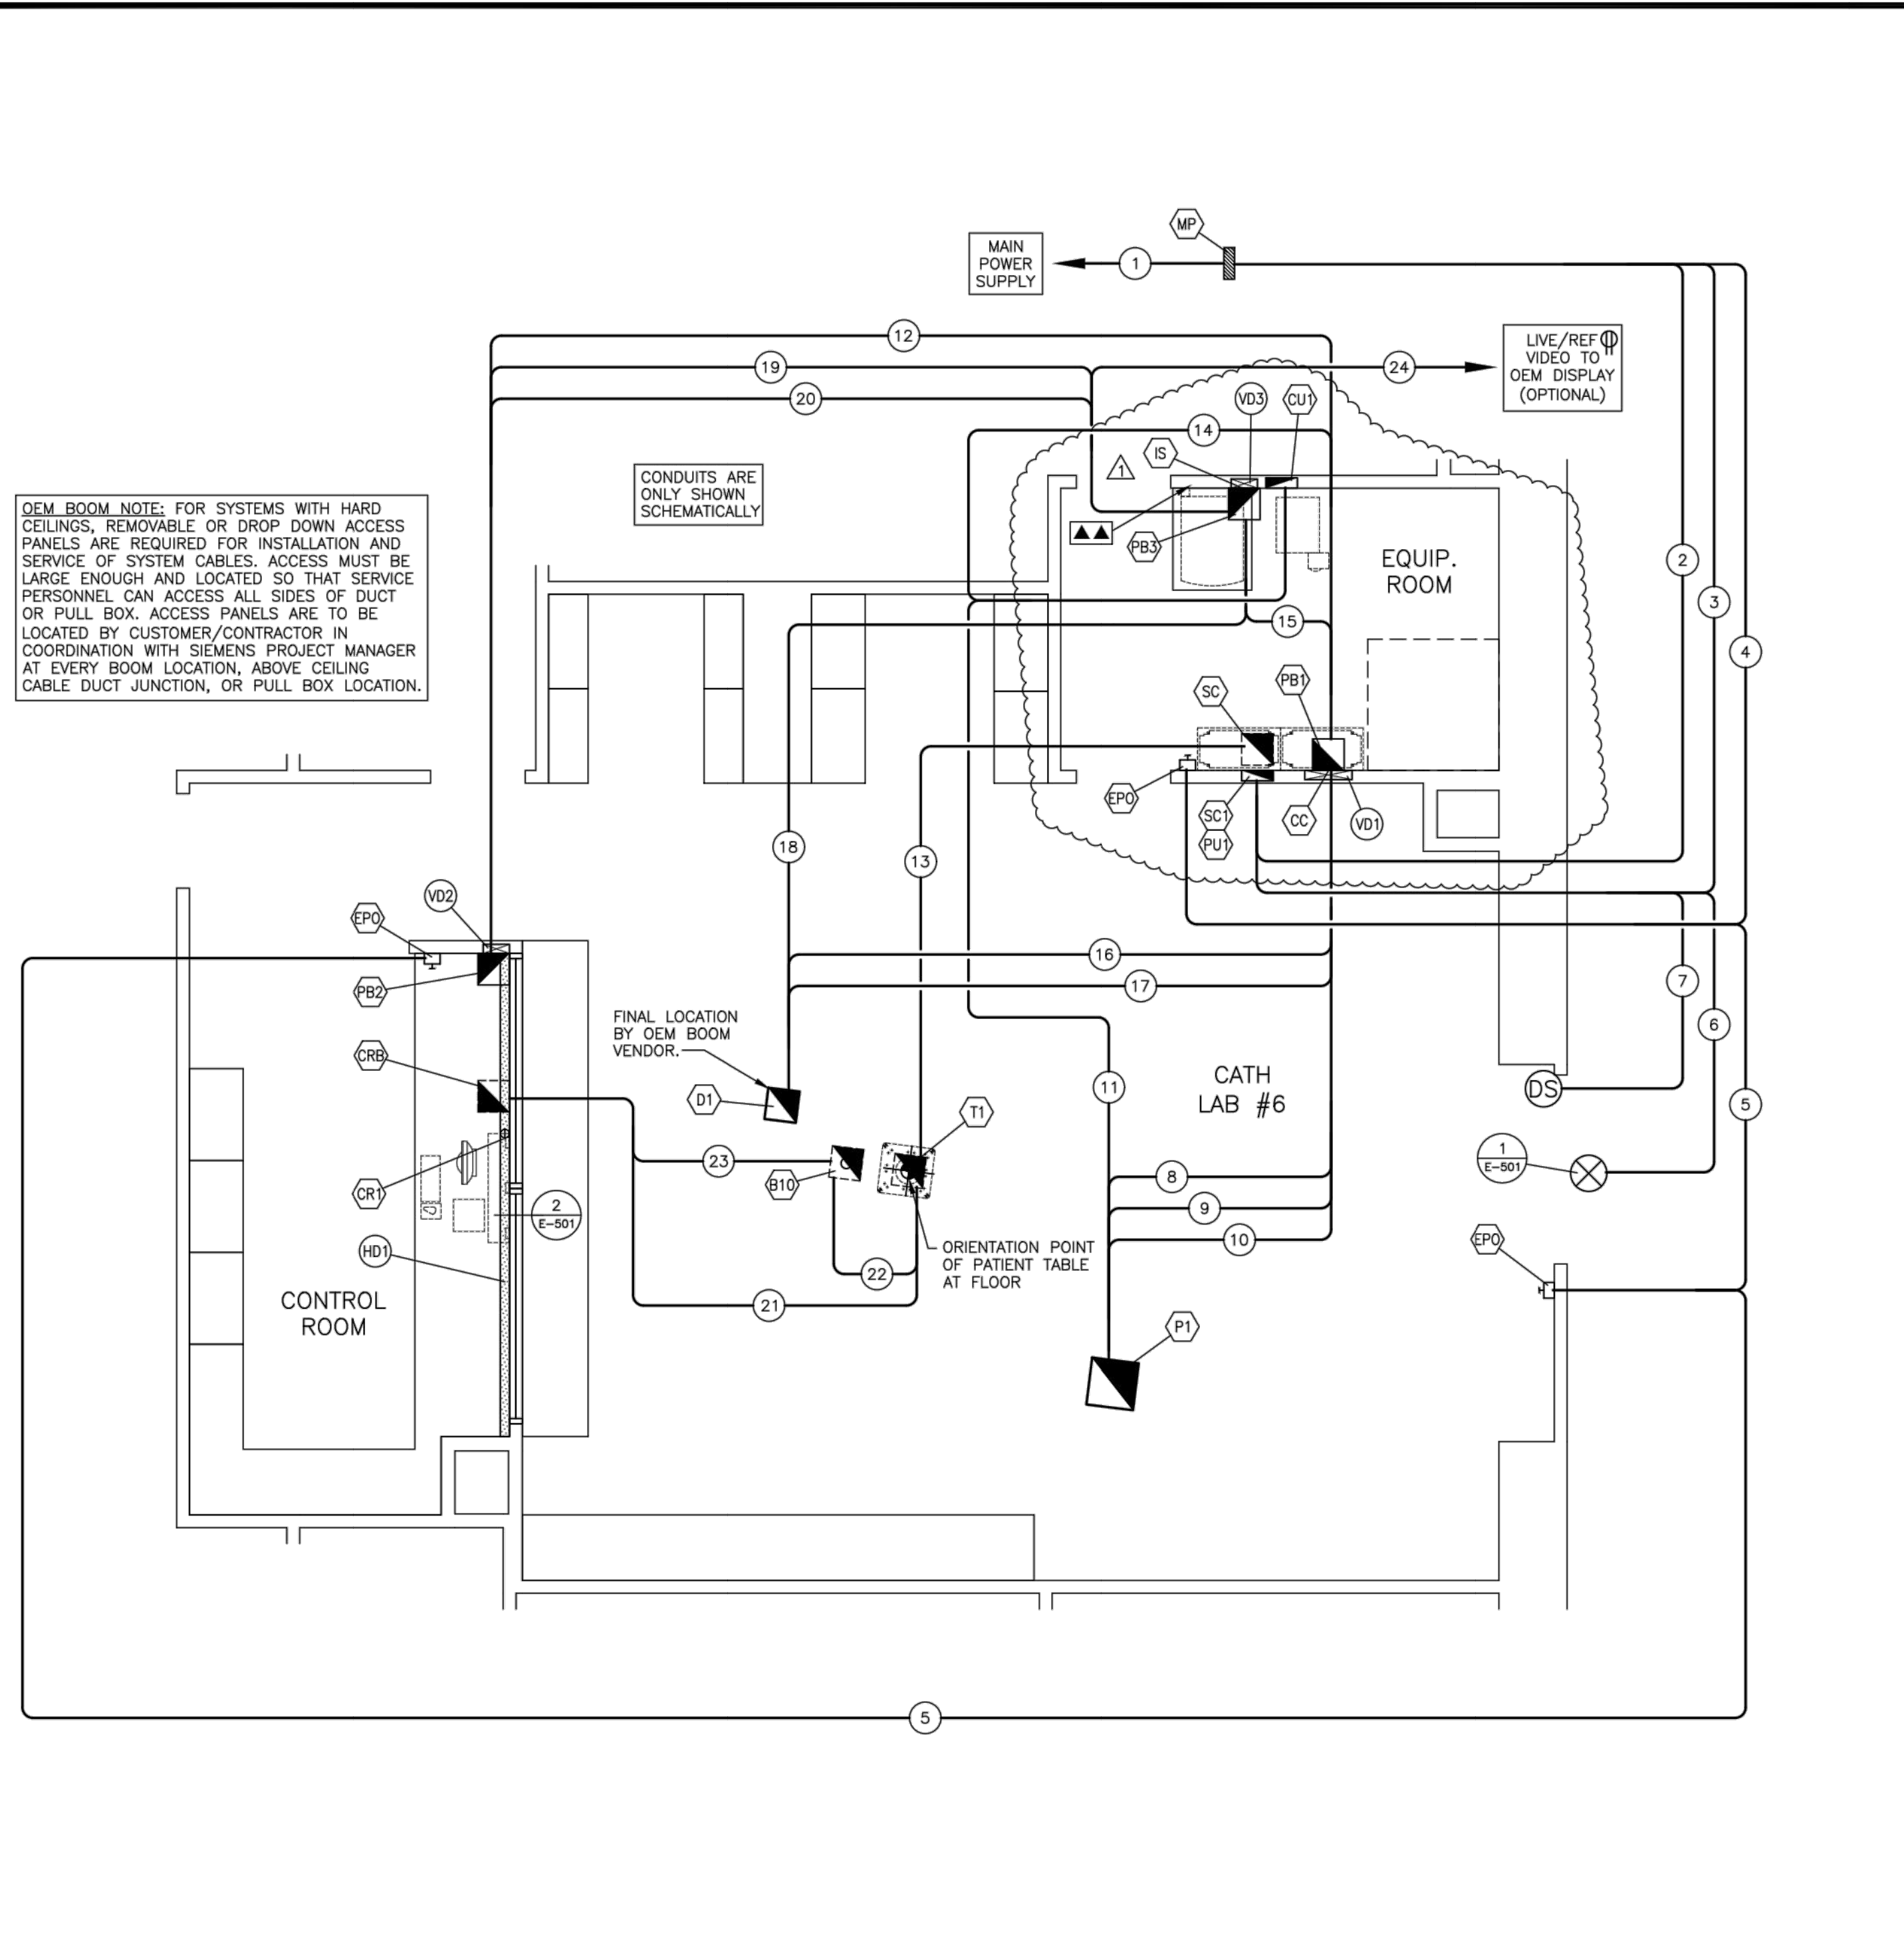 MP
MAIN
POWER
SUPPLY
1
12
LIVE/REF
VIDEO TO
OEM DISPLAY
(OPTIONAL)
19
24
20
VD3
CU1
14
IS
1
CONDUITS ARE
ONLY SHOWN
SCHEMATICALLY
OEM BOOM NOTE: FOR SYSTEMS WITH HARD
CEILINGS, REMOVABLE OR DROP DOWN ACCESS
PANELS ARE REQUIRED FOR INSTALLATION AND
SERVICE OF SYSTEM CABLES. ACCESS MUST BE
LARGE ENOUGH AND LOCATED SO THAT SERVICE
PERSONNEL CAN ACCESS ALL SIDES OF DUCT
OR PULL BOX. ACCESS PANELS ARE TO BE
LOCATED BY CUSTOMER/CONTRACTOR IN
COORDINATION WITH SIEMENS PROJECT MANAGER
AT EVERY BOOM LOCATION, ABOVE CEILING
CABLE DUCT JUNCTION, OR PULL BOX LOCATION.
PB3
EQUIP.
ROOM
2
3
15
4
SC
PB1
EPO
SC1
PU1
CC
VD1
18
13
VD2
EPO
16
PB2
17
7
6
FINAL LOCATION
BY OEM BOOM
VENDOR.
CRB
CATH
LAB #6
11
DS
D1
T1
5
23
1
E-501
8
B10
CR1
9
2
E-501
HD1
10
EPO
ORIENTATION POINT
OF PATIENT TABLE
AT FLOOR
22
21
CONTROL
ROOM
P1
5